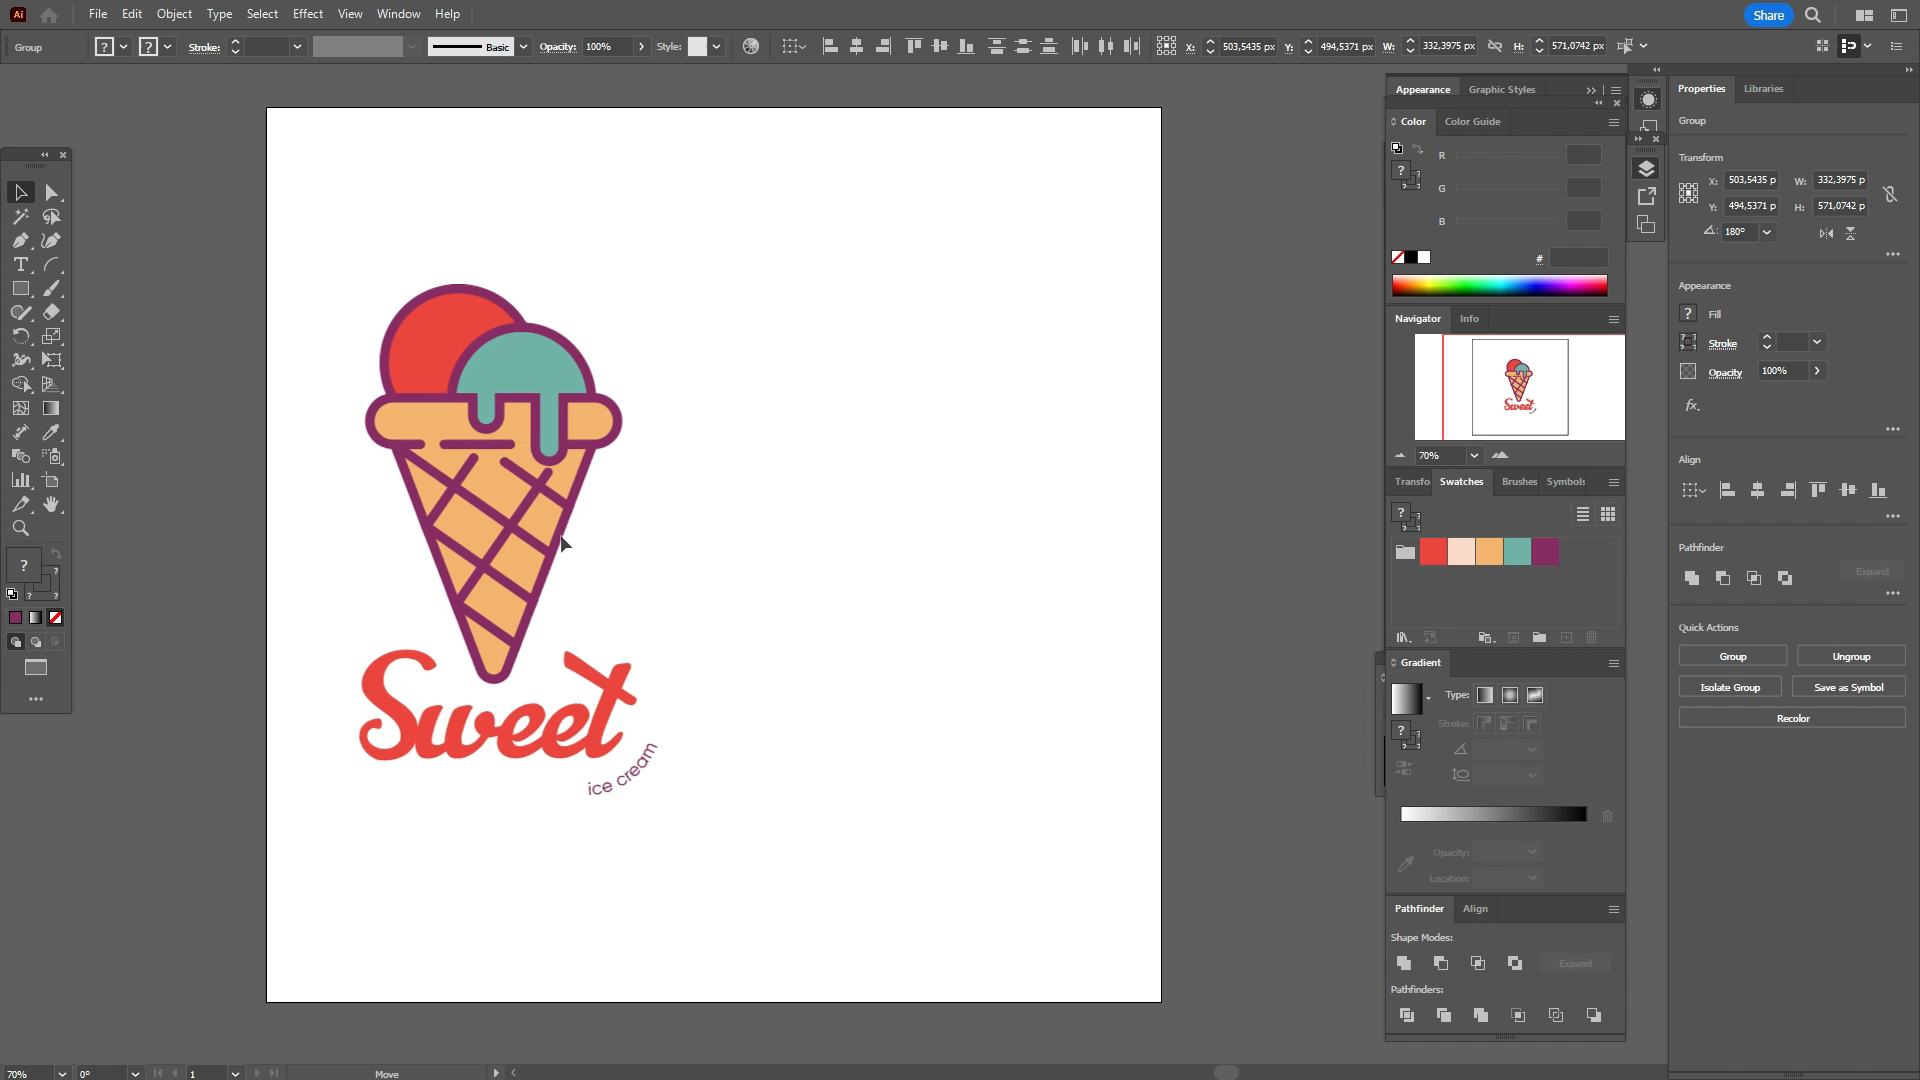 Ai File Edit Object Type Select Effect View Window Help Share
Group ? ? Stroke: Basic Opacity: 100% Style: X: 503,5435 px Y: 494,5371 px W: 332,3975 px H: 571,0742 px
Appearance Graphic Styles
Color Color Guide
R
G
B
#
Navigator Info
70%
Transfo Swatches Brushes Symbols
Gradient
Type:
Stroke:
Opacity:
Location:
Pathfinder Align
Shape Modes:
Expand
Pathfinders:
Properties Libraries
Group
Transform
X: 503,5435 p W: 332,3975 p
Y: 494,5371 p H: 571,0742 p
180°
Appearance
? Fill
Stroke
Opacity 100%
fx.
Align
Pathfinder
Expand
Quick Actions
Group Ungroup
Isolate Group Save as Symbol
Recolor
Sweet
ice cream
70% 0° 1 Move